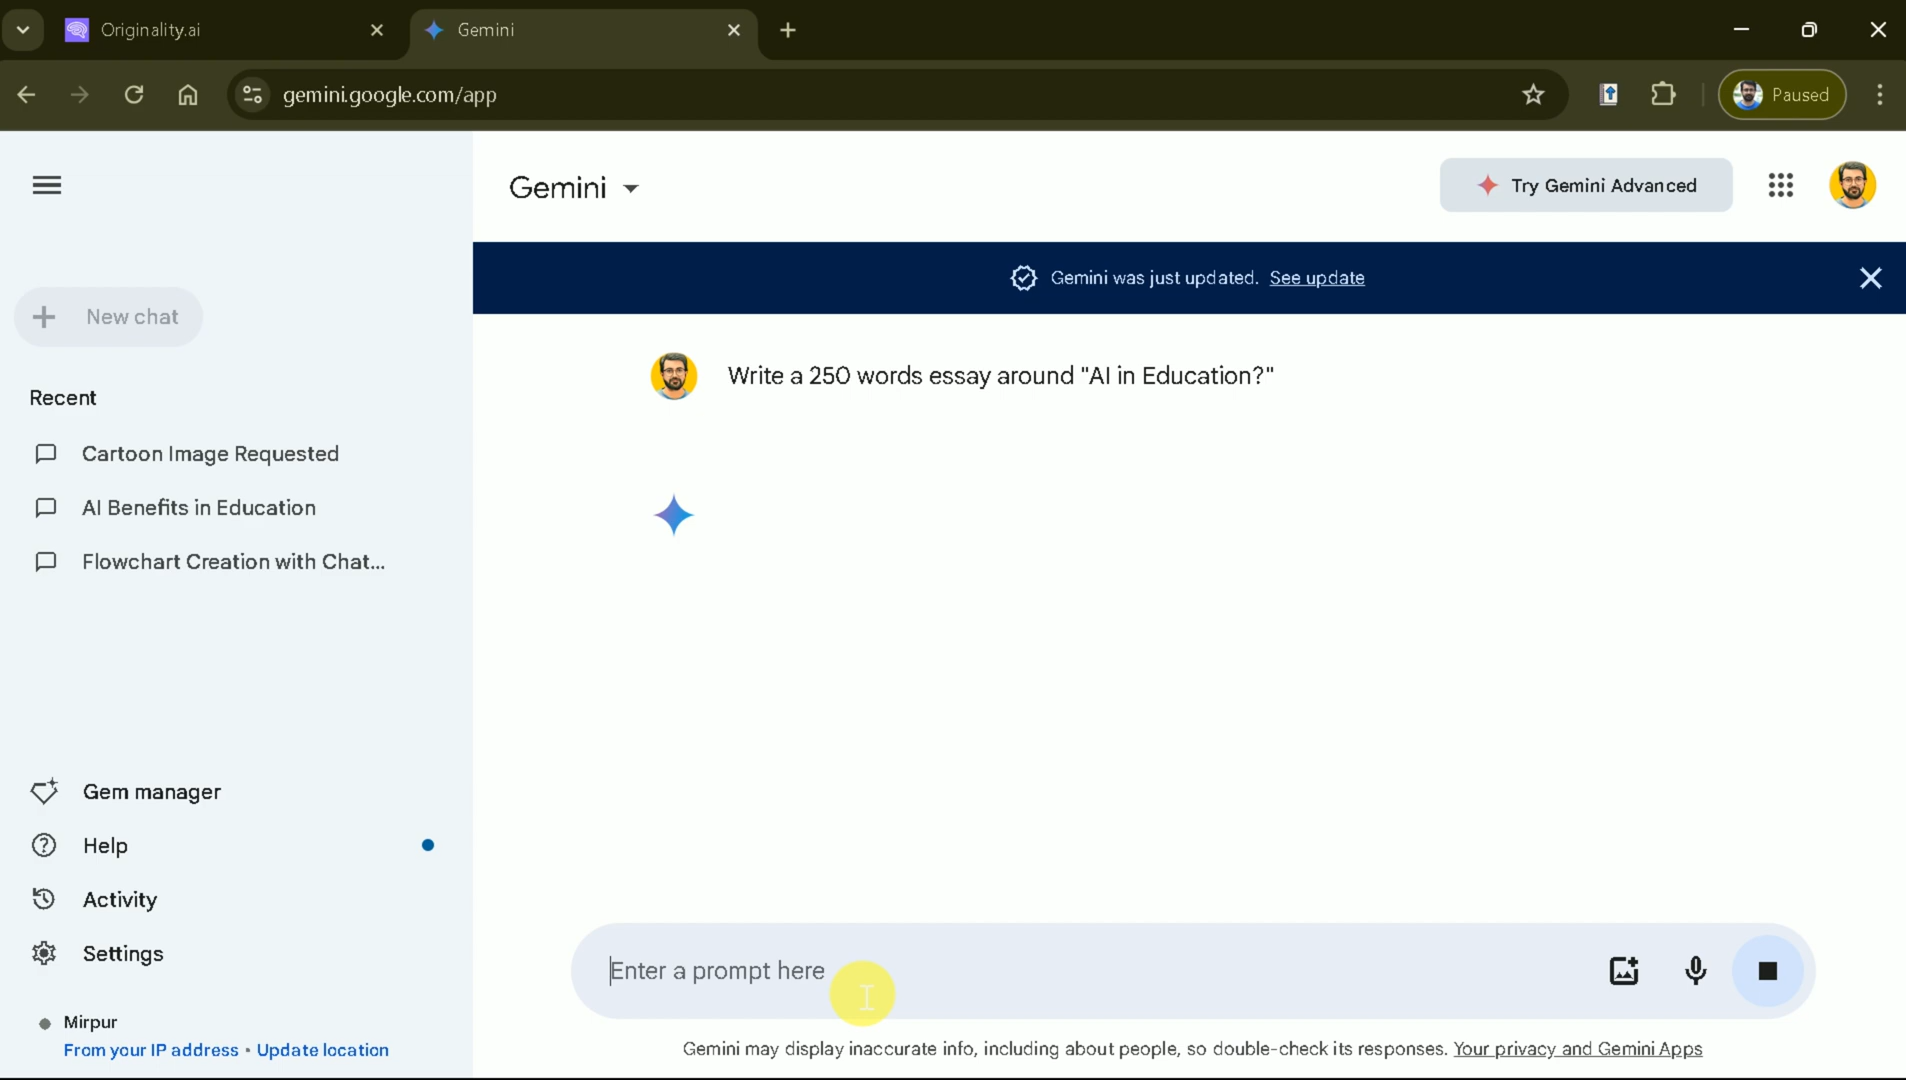 Originality.ai
Gemini
gemini.google.com/app
Paused
Gemini
Try Gemini Advanced
Gemini was just updated. See update
New chat
Write a 250 words essay around "AI in Education?"
Recent
Cartoon Image Requested
AI Benefits in Education
Flowchart Creation with Chat...
Gem manager
Help
Activity
Settings
Enter a prompt here
Mirpur
From your IP address • Update location
Gemini may display inaccurate info, including about people, so double-check its responses. Your privacy and Gemini Apps